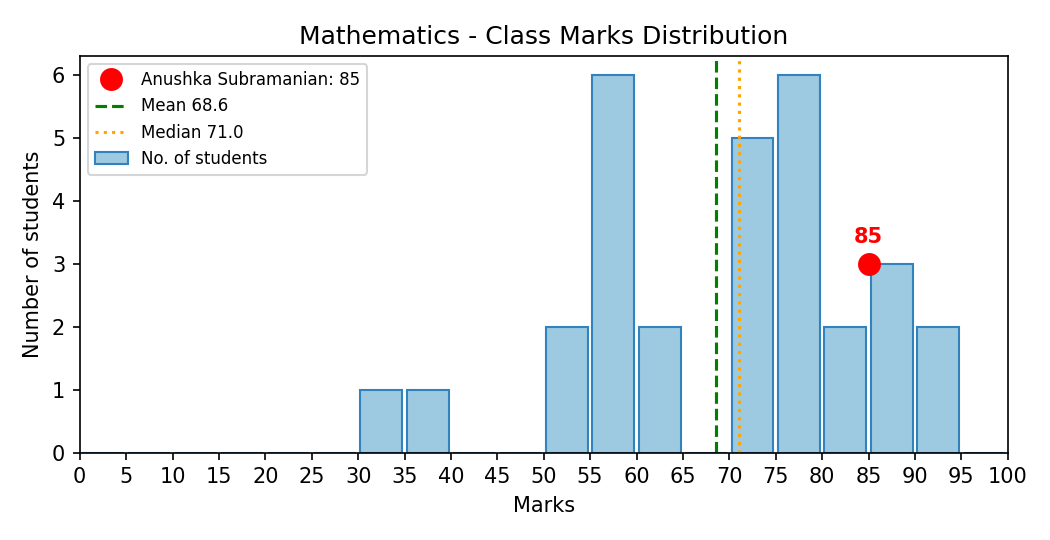 Mathematics - Class Marks Distribution
Anushka Subramanian: 85
Mean 68.6
Median 71.0
No. of students
85
Number of students
6
5
4
3
2
1
0
0 5 10 15 20 25 30 35 40 45 50 55 60 65 70 75 80 85 90 95 100
Marks